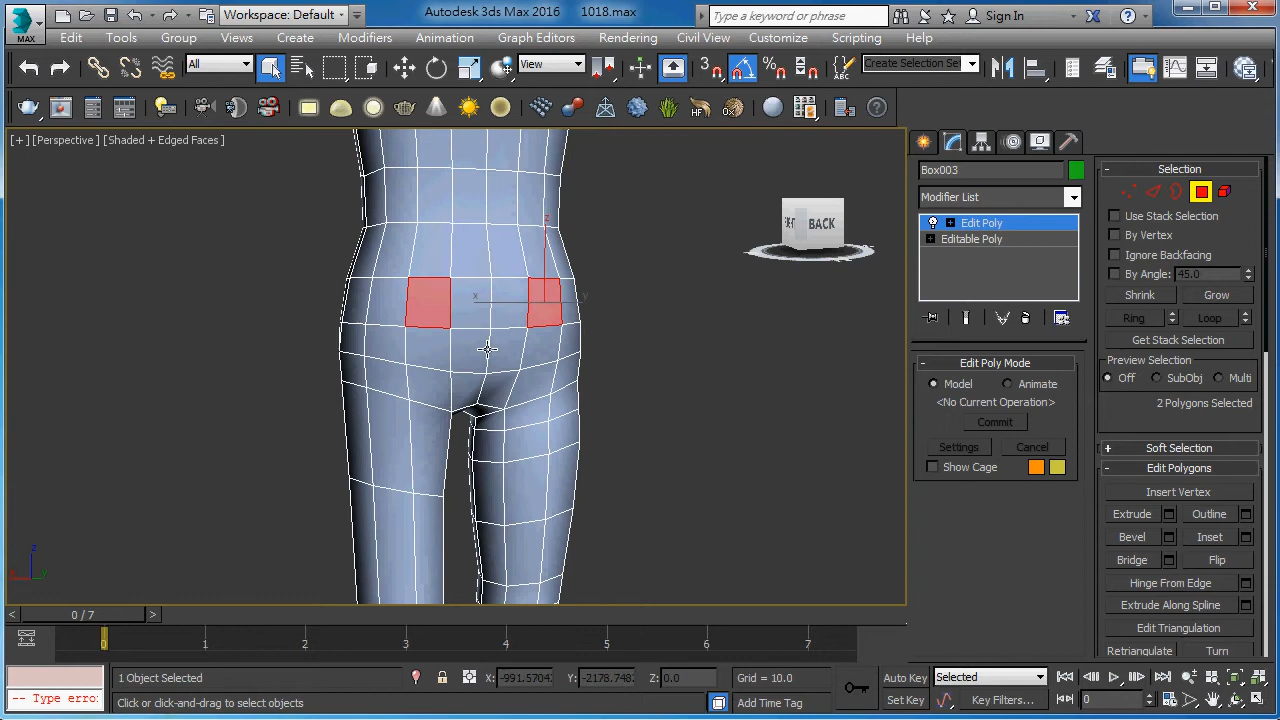 Workspace: Default
Autodesk 3ds Max 2016 1018.max
Type a keyword or phrase
Sign In
MAX
Edit Tools Group Views Create Modifiers Animation Graph Editors Rendering Civil View Customize Scripting Help
All
View
3
Create Selection Se
[+] [Perspective] [Shaded + Edged Faces]
BACK
z
x
y
z
x
y
Box003
Modifier List
Edit Poly
Editable Poly
Edit Poly Mode
Model
Animate
<No Current Operation>
Commit
Settings
Cancel
Show Cage
Selection
Use Stack Selection
By Vertex
Ignore Backfacing
By Angle: 45.0
Shrink
Grow
Ring
Loop
Get Stack Selection
Preview Selection
Off
SubObj
Multi
2 Polygons Selected
Soft Selection
Edit Polygons
Insert Vertex
Extrude
Outline
Bevel
Inset
Bridge
Flip
Hinge From Edge
Extrude Along Spline
Edit Triangulation
Retriangulate
Turn
< 0 / 7 >
0 1 2 3 4 5 6 7
1 Object Selected
X: -991.570
Y: -2178.748
Z: 0.0
Grid = 10.0
Auto Key
Selected
-- Type erro
Click or click-and-drag to select objects
Add Time Tag
Set Key
Key Filters...
0